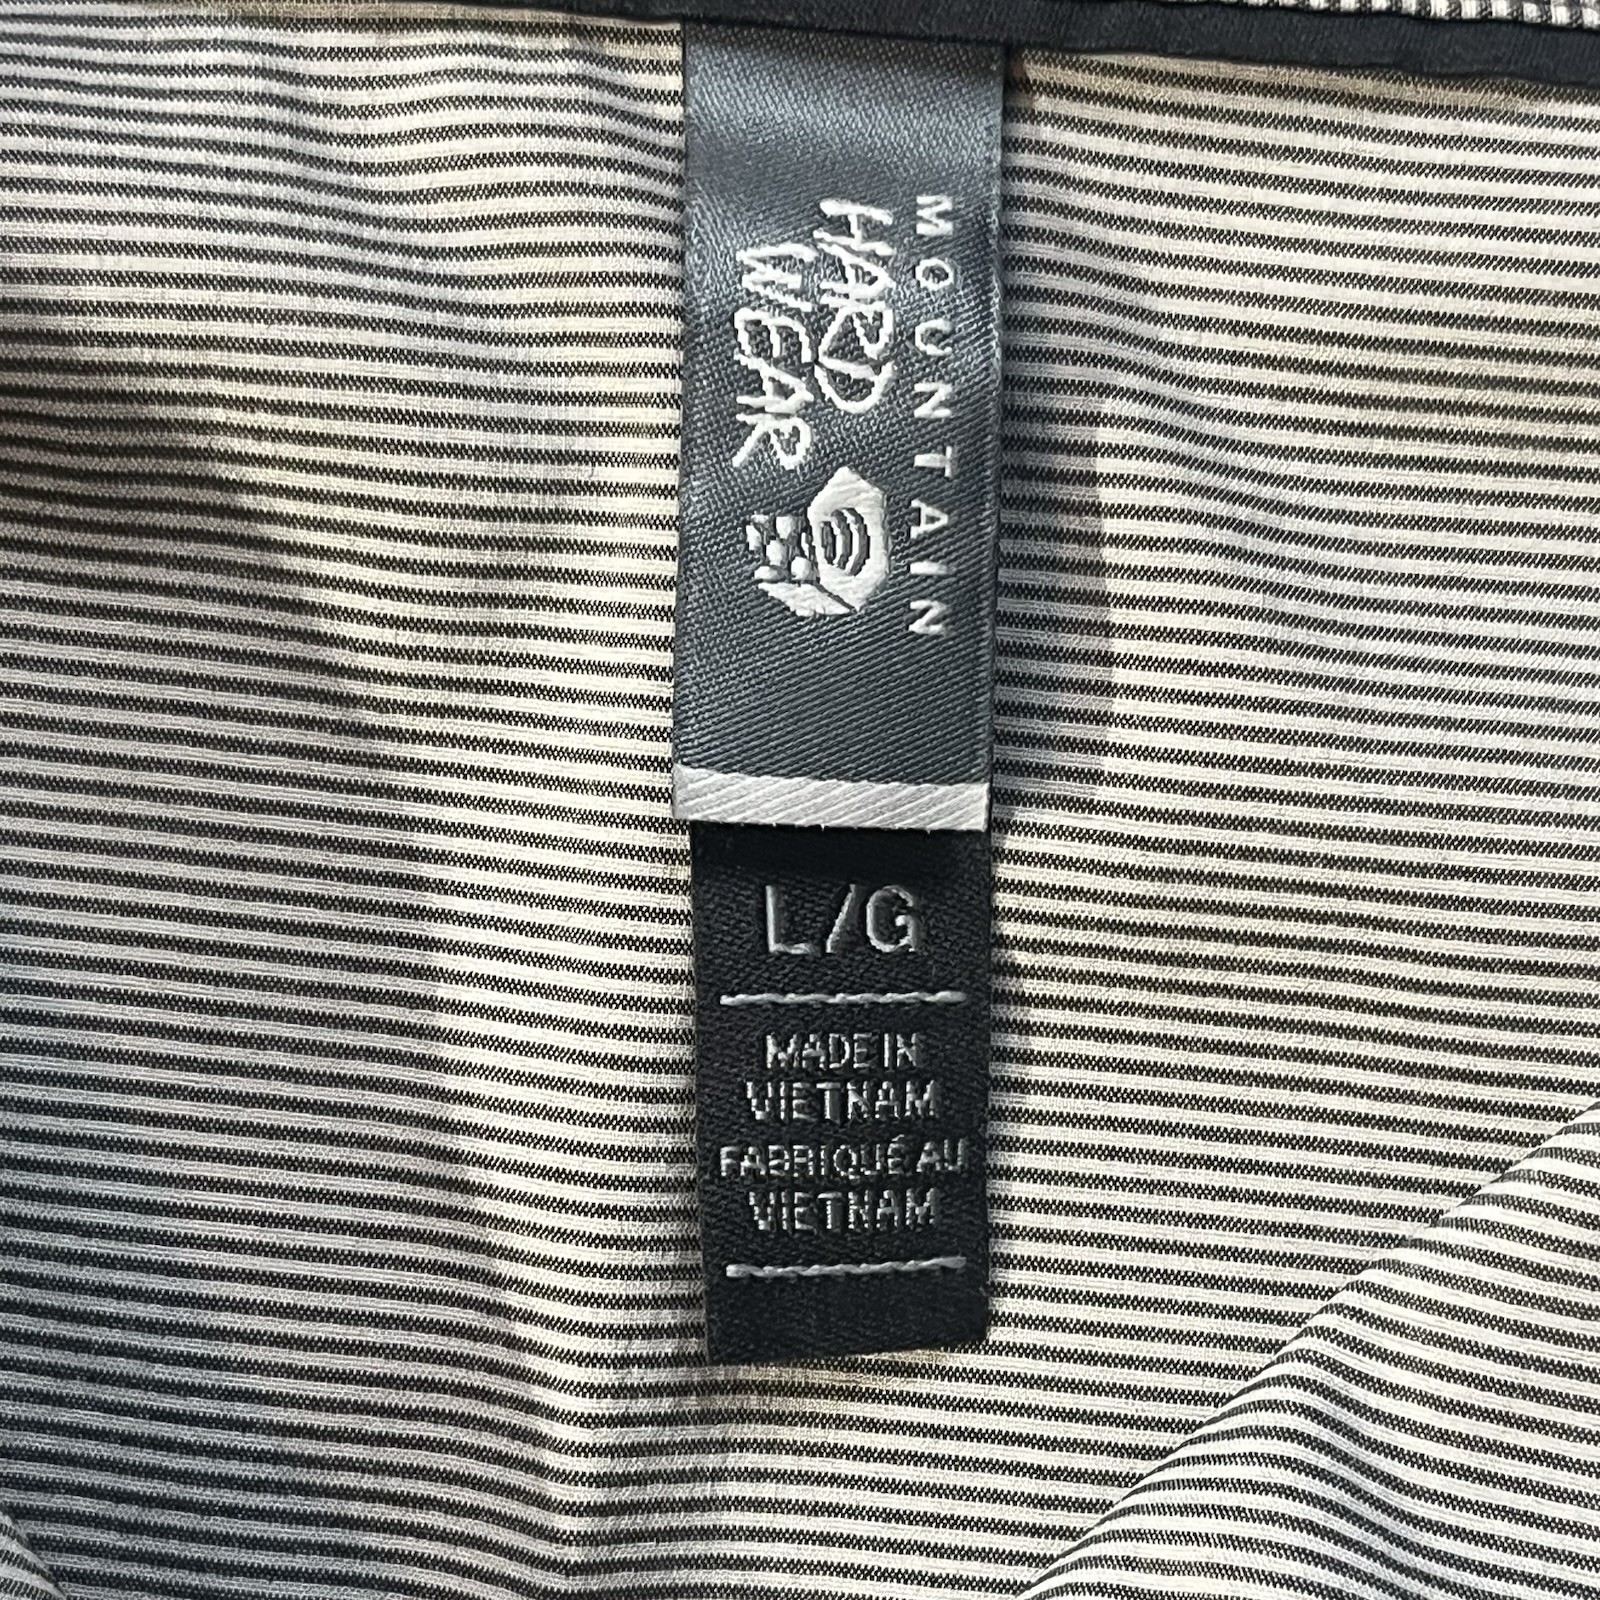 MOUNTAIN
HARD
WEAR
L/G
MADE IN
VIETNAM
FABRIQUÉ AU
VIETNAM